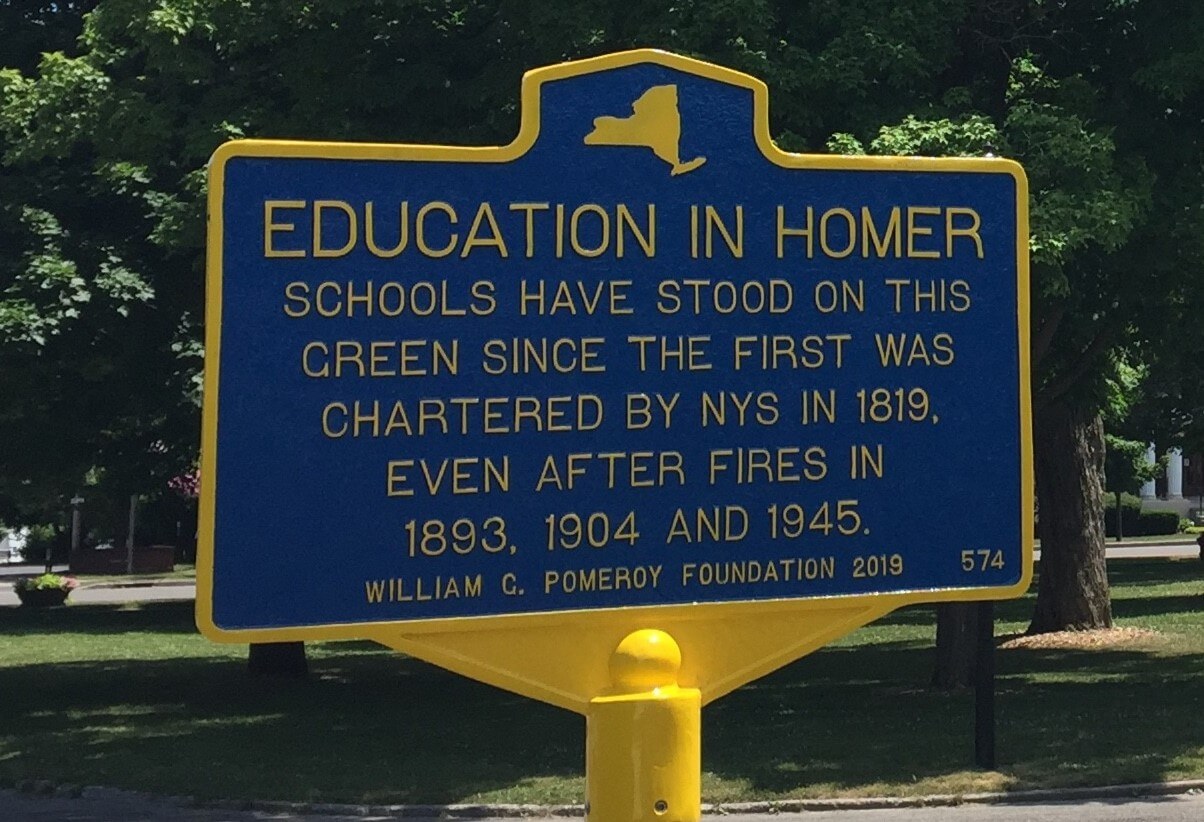 EDUCATION IN HOMER
SCHOOLS HAVE STOOD ON THIS
GREEN SINCE THE FIRST WAS
CHARTERED BY NYS IN 1819,
EVEN AFTER FIRES IN
1893, 1904 AND 1945.
WILLIAM G. POMEROY FOUNDATION 2019 574